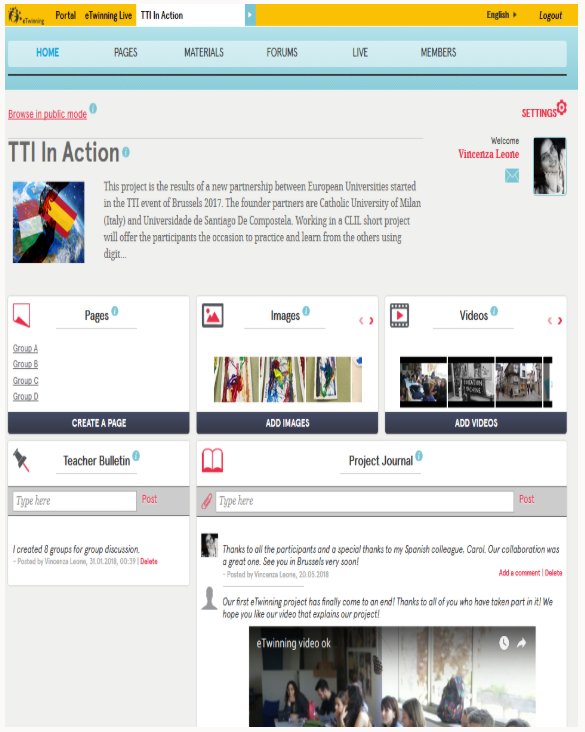 eTwinning Portal eTwinning Live TTI In Action English Logout
HOME PAGES MATERIALS FORUMS LIVE MEMBERS
Browse in public mode i
SETTINGS
TTI In Action i
Welcome
Vincenza Leone
This project is the results of a new partnership between European Universities started
in the TTI event of Brussels 2017. The founder partners are Catholic University of Milan
(Italy) and Universidade de Santiago De Compostela. Working in a CLIL short project
will offer the participants the occasion to practice and learn from the others using
digit...
Pages i
Group A
Group B
Group C
Group D
CREATE A PAGE
Images i
ADD IMAGES
Videos i
ADD VIDEOS
Teacher Bulletin i
Type here Post
I created 8 groups for group discussion.
- Posted by Vincenza Leone, 31.01.2018, 00:39 | Delete
Project Journal i
Type here Post
Thanks to all the participants and a special thanks to my Spanish colleague. Carol. Our collaboration was
a great one. See you in Brussels very soon!
- Posted by Vincenza Leone, 20.05.2018 Add a comment | Delete
Our first eTwinning project has finally come to an end! Thanks to all of you who have taken part in it! We
hope you like our video that explains our project!
eTwinning video ok